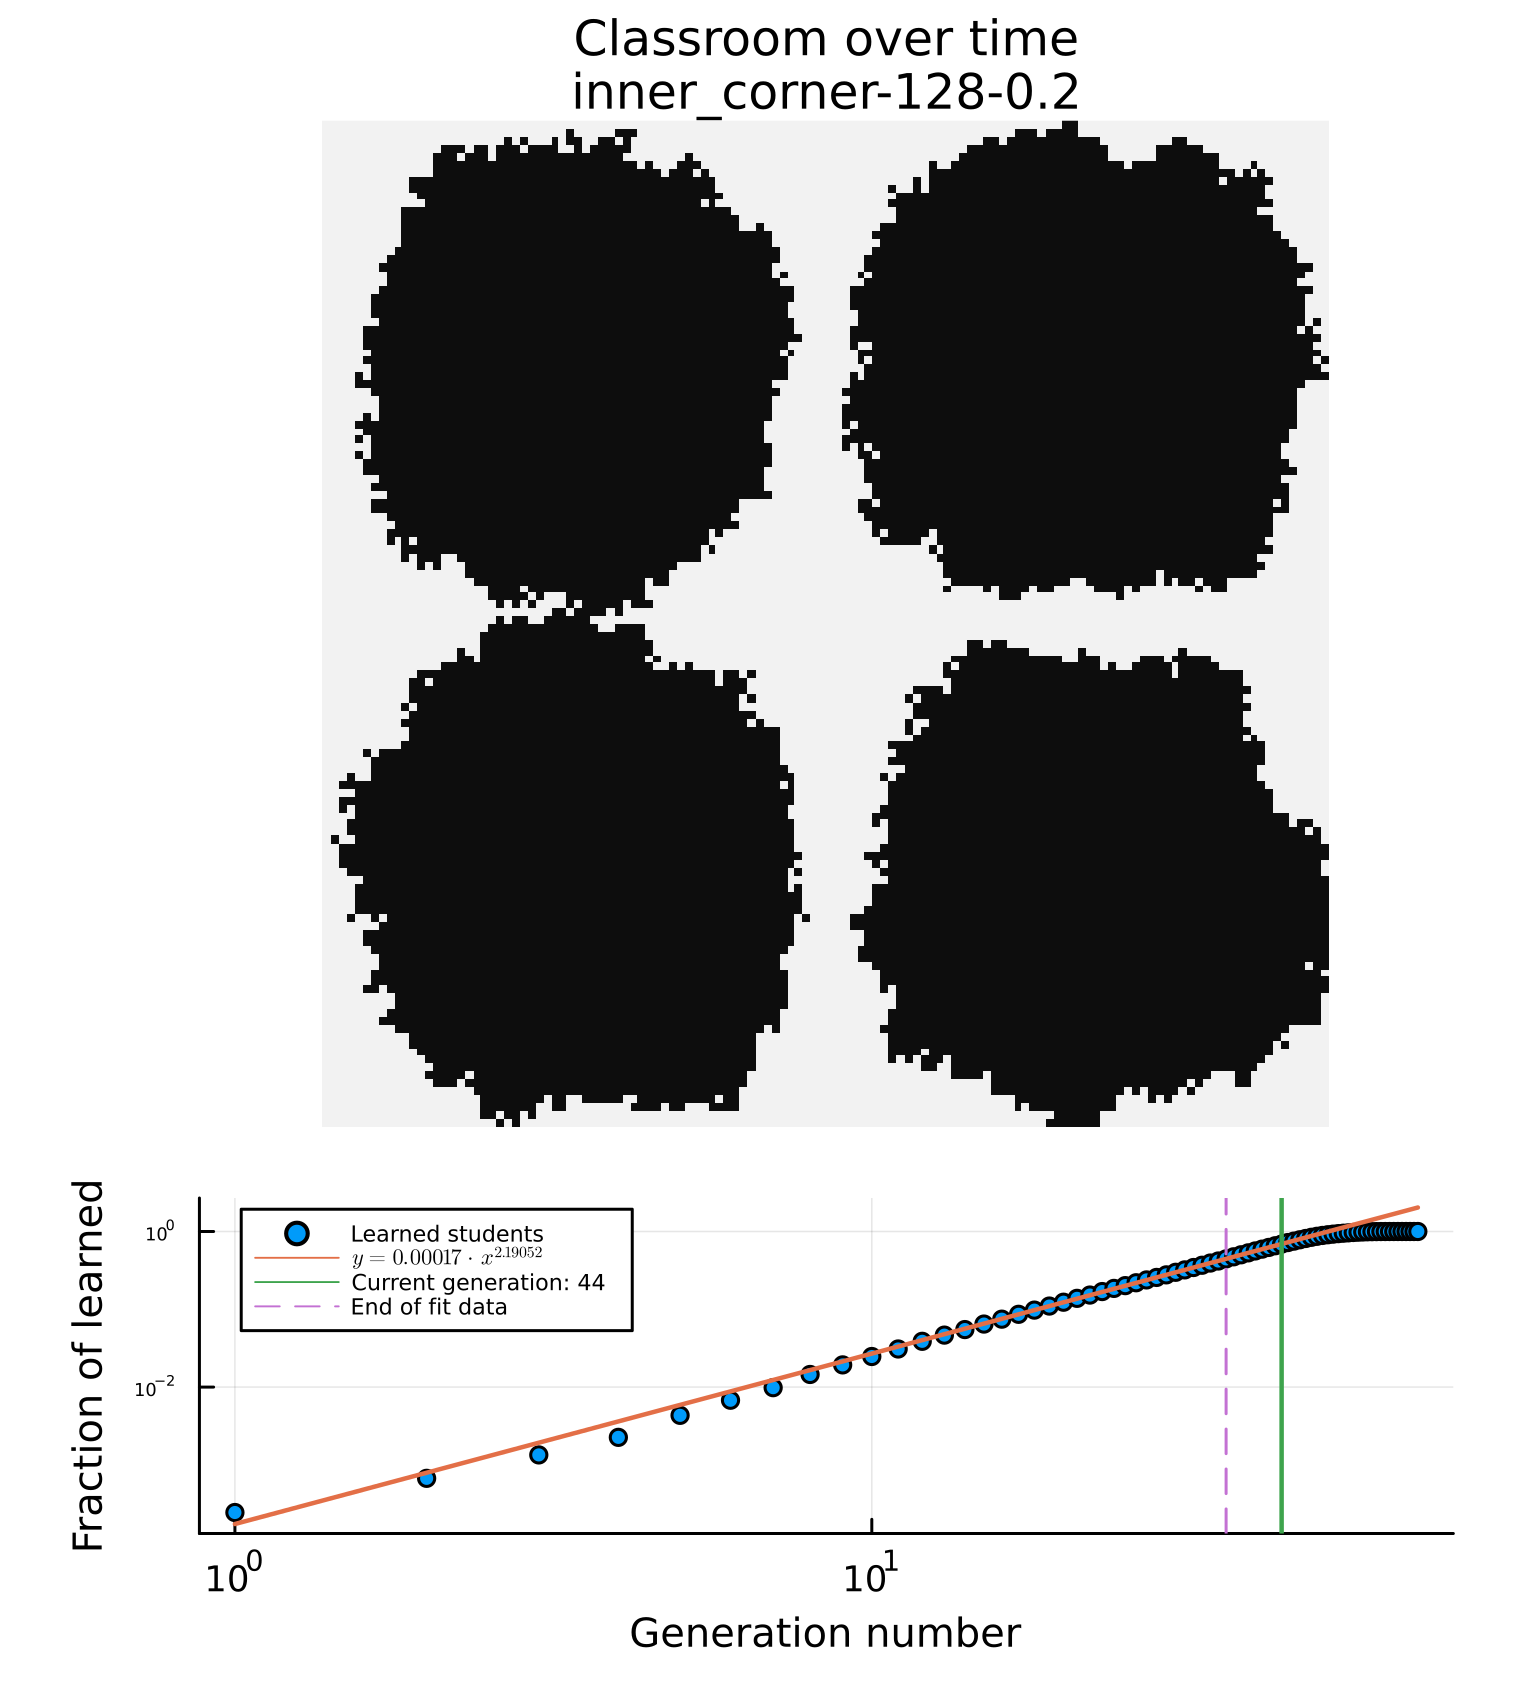 Classroom over time
inner_corner-128-0.2
Fraction of learned
10^0
10^-2
Learned students
y = 0.00017 · x^2.19052
Current generation: 44
End of fit data
10^0
10^1
Generation number